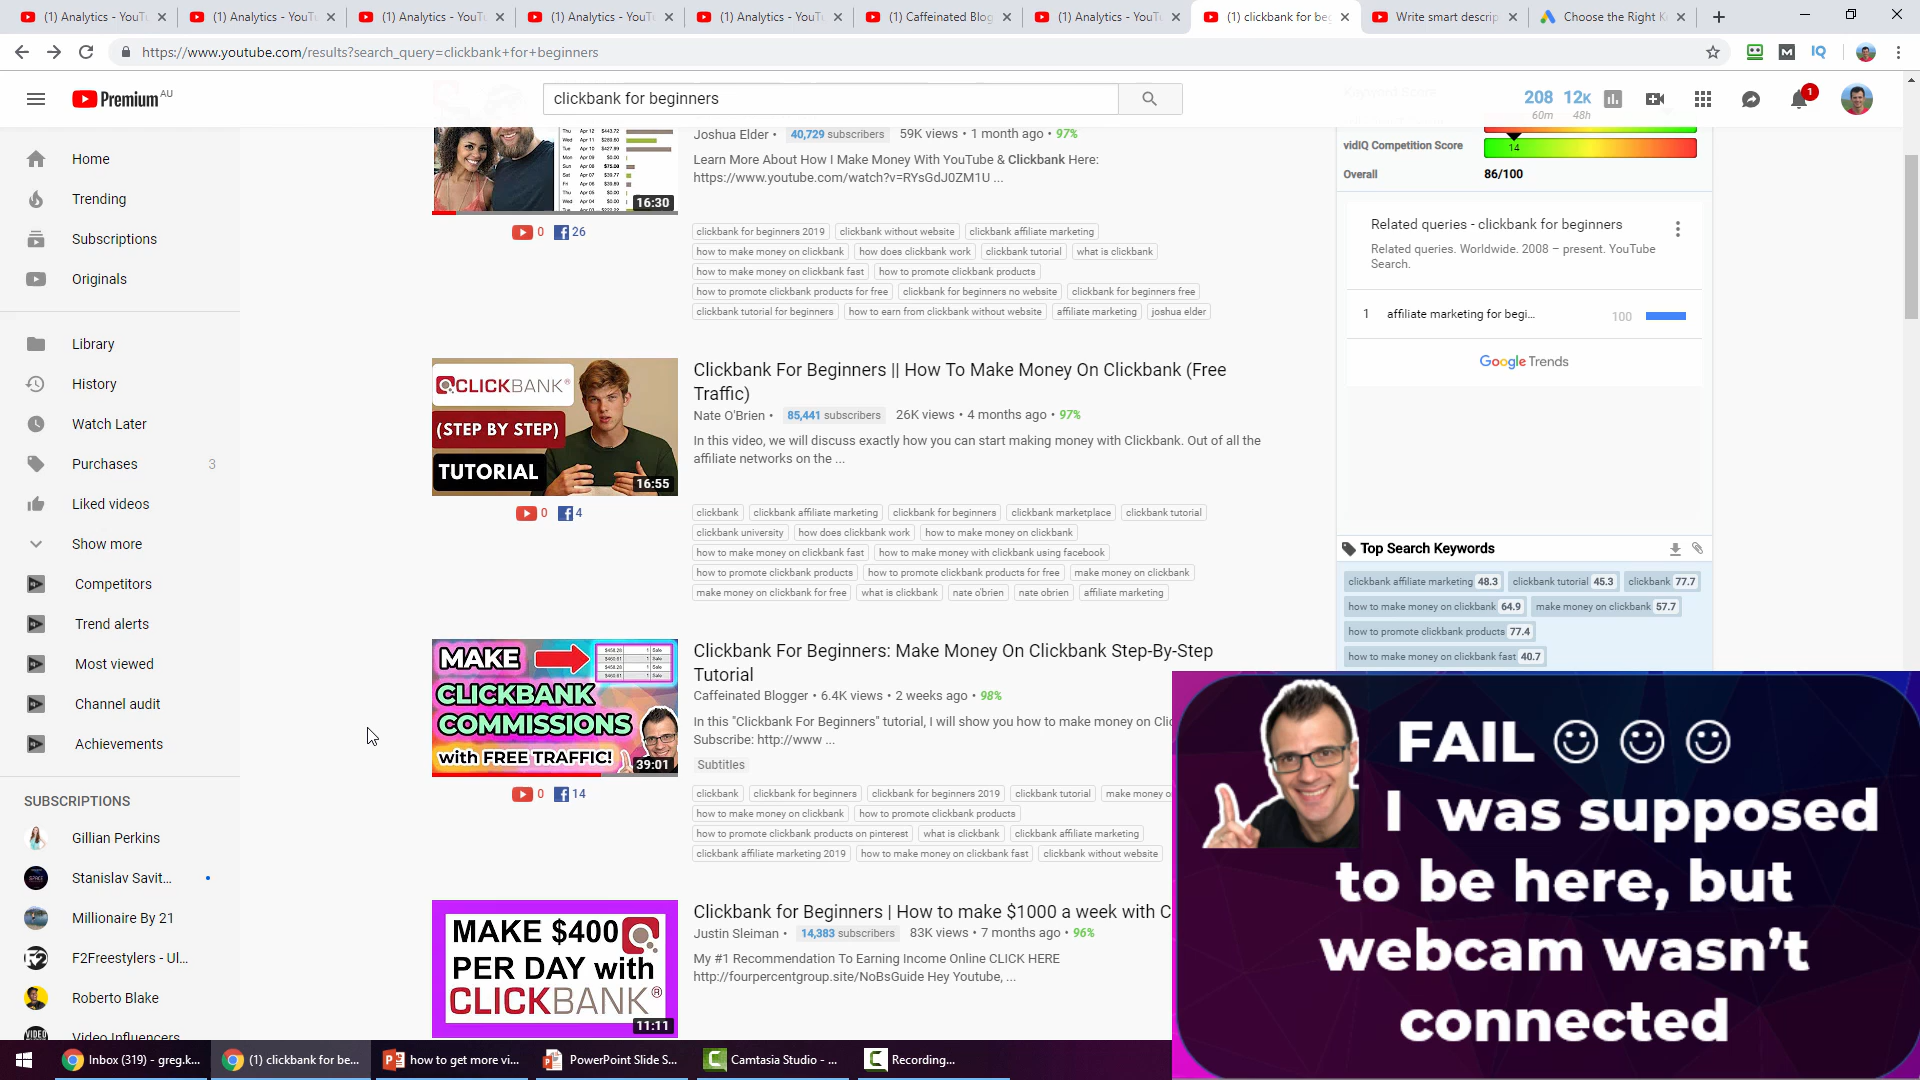 (1) Analytics - YouTu
(1) Analytics - YouTu
(1) Analytics - YouTu
(1) Analytics - YouTu
(1) Analytics - YouTu
(1) Caffeinated Blog
(1) Analytics - YouTu
(1) clickbank for beg
Write smart descrip
Choose the Right K
https://www.youtube.com/results?search_query=clickbank+for+beginners
Premium AU
clickbank for beginners
208 12K
60m 48h
1
Home
Trending
Subscriptions
Originals
Library
History
Watch Later
Purchases 3
Liked videos
Show more
Competitors
Trend alerts
Most viewed
Channel audit
Achievements
SUBSCRIPTIONS
Gillian Perkins
Stanislav Savit...
Millionaire By 21
F2Freestylers - Ul...
Roberto Blake
Video Influencers
16:30
0 26
Joshua Elder • 40,729 subscribers 59K views • 1 month ago • 97%
Learn More About How I Make Money With YouTube & Clickbank Here:
https://www.youtube.com/watch?v=RYsGdJ0ZM1U ...
clickbank for beginners 2019 clickbank without website clickbank affiliate marketing
how to make money on clickbank how does clickbank work clickbank tutorial what is clickbank
how to make money on clickbank fast how to promote clickbank products
how to promote clickbank products for free clickbank for beginners no website clickbank for beginners free
clickbank tutorial for beginners how to earn from clickbank without website affiliate marketing joshua elder
CLICKBANK®
(STEP BY STEP)
TUTORIAL
16:55
0 4
Clickbank For Beginners || How To Make Money On Clickbank (Free
Traffic)
Nate O'Brien • 85,441 subscribers 26K views • 4 months ago • 97%
In this video, we will discuss exactly how you can start making money with Clickbank. Out of all the
affiliate networks on the ...
clickbank clickbank affiliate marketing clickbank for beginners clickbank marketplace clickbank tutorial
clickbank university how does clickbank work how to make money on clickbank
how to make money on clickbank fast how to make money with clickbank using facebook
how to promote clickbank products how to promote clickbank products for free make money on clickbank
make money on clickbank for free what is clickbank nate o'brien nate obrien affiliate marketing
MAKE
CLICKBANK
COMMISSIONS
with FREE TRAFFIC!
39:01
0 14
Clickbank For Beginners: Make Money On Clickbank Step-By-Step
Tutorial
Caffeinated Blogger • 6.4K views • 2 weeks ago • 98%
In this "Clickbank For Beginners" tutorial, I will show you how to make money on Clic
Subscribe: http://www ...
Subtitles
clickbank clickbank for beginners clickbank for beginners 2019 clickbank tutorial make money o
how to make money on clickbank how to promote clickbank products
how to promote clickbank products on pinterest what is clickbank clickbank affiliate marketing
clickbank affiliate marketing 2019 how to make money on clickbank fast clickbank without website
MAKE $400
PER DAY with
CLICKBANK®
11:11
Clickbank for Beginners | How to make $1000 a week with C
Justin Sleiman • 14,383 subscribers 83K views • 7 months ago • 96%
My #1 Recommendation To Earning Income Online CLICK HERE
http://fourpercentgroup.site/NoBsGuide Hey Youtube, ...
vidIQ Competition Score 14
Overall 86/100
Related queries - clickbank for beginners
Related queries. Worldwide. 2008 – present. YouTube
Search.
1 affiliate marketing for begi... 100
Google Trends
Top Search Keywords
clickbank affiliate marketing 48.3 clickbank tutorial 45.3 clickbank 77.7
how to make money on clickbank 64.9 make money on clickbank 57.7
how to promote clickbank products 77.4
how to make money on clickbank fast 40.7
FAIL
I was supposed
to be here, but
webcam wasn't
connected
Inbox (319) - greg.k...
(1) clickbank for be...
how to get more vi...
PowerPoint Slide S...
Camtasia Studio - ...
Recording...